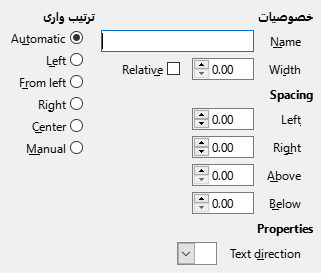 خصوصیات
Name
Width 0.00 Relative
Spacing
Left 0.00
Right 0.00
Above 0.00
Below 0.00
Properties
Text direction
ترتیب واری
Automatic
Left
From left
Right
Center
Manual